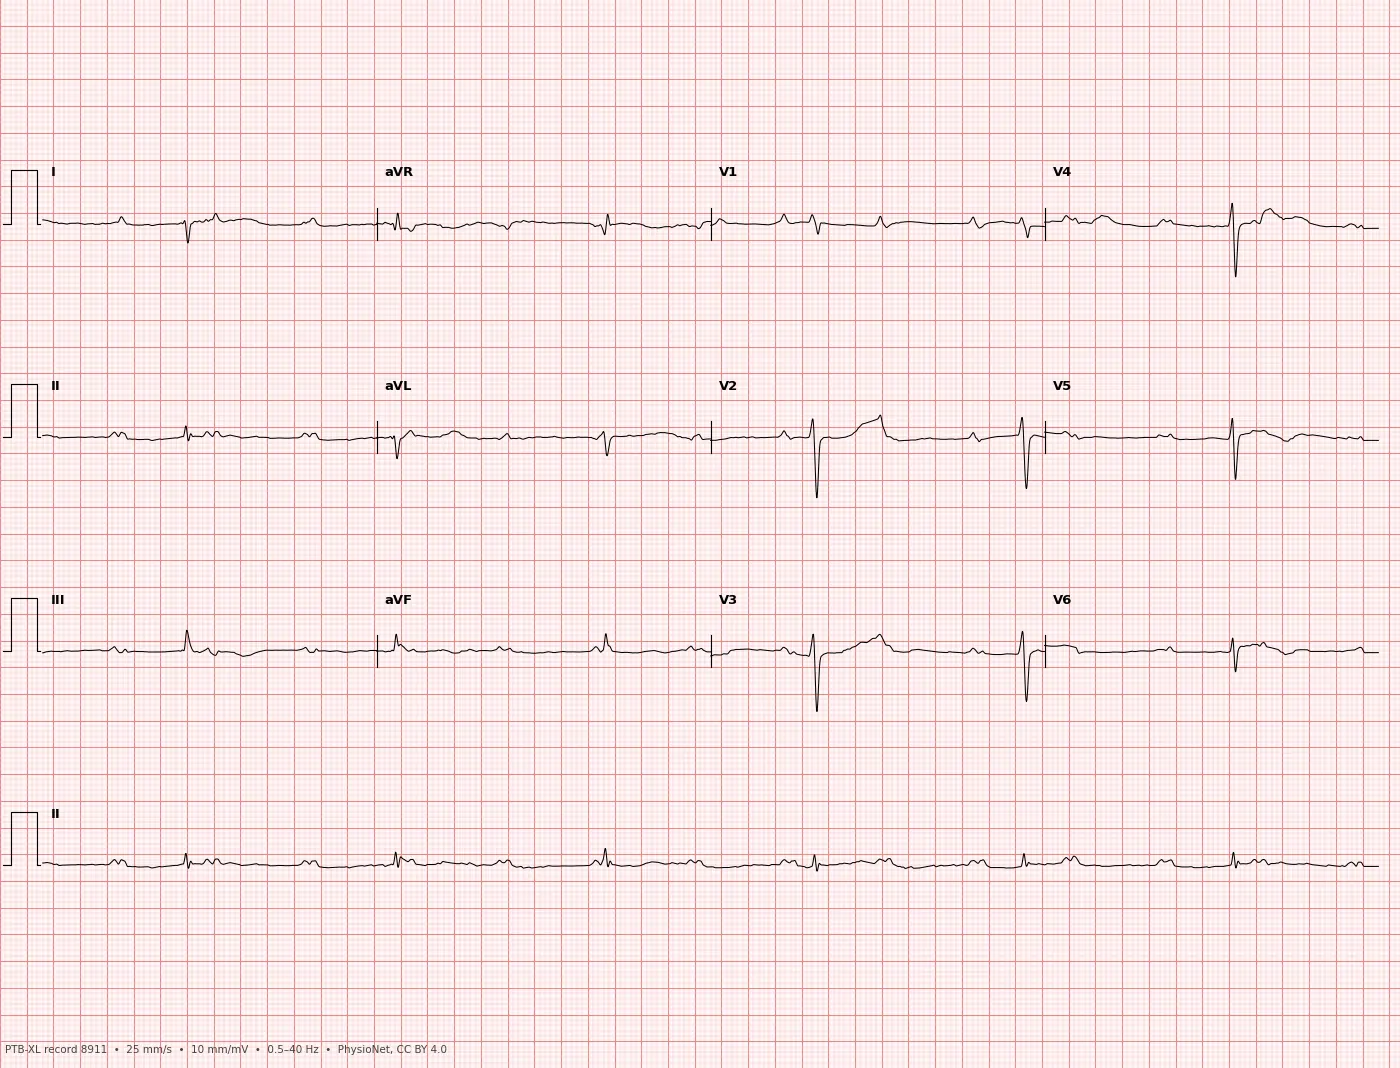 I aVR V1 V4
II aVL V2 V5
III aVF V3 V6
II
PTB-XL record 8911 • 25 mm/s • 10 mm/mV • 0.5–40 Hz • PhysioNet, CC BY 4.0